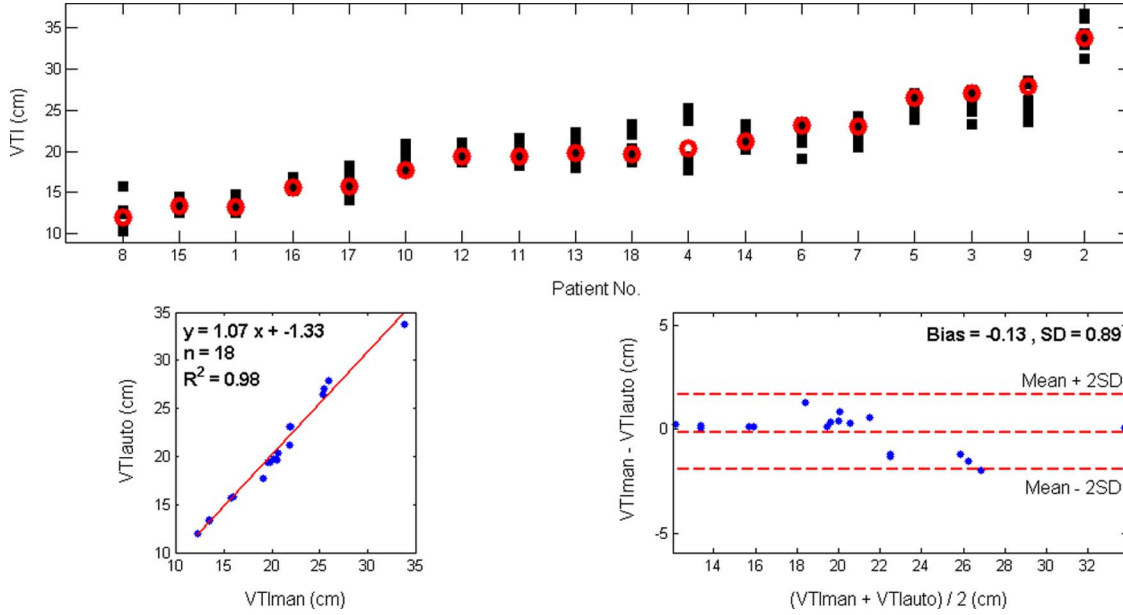 35
30
25
20
15
10
VTI (cm)
8 15 1 16 17 10 12 11 13 18 4 14 6 7 5 3 9 2
Patient No.
35
30
25
20
15
10
VTIauto (cm)
y = 1.07 x + -1.33
n = 18
R² = 0.98
10 15 20 25 30 35
VTIman (cm)
5
0
-5
VTIman - VTIauto (cm)
Bias = -0.13 , SD = 0.89
Mean + 2SD
Mean - 2SD
14 16 18 20 22 24 26 28 30 32
(VTIman + VTIauto) / 2 (cm)